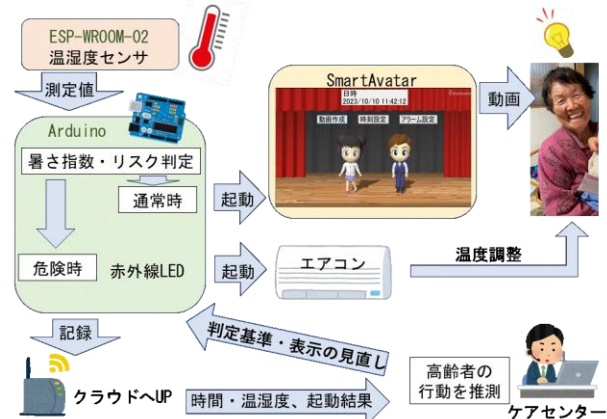 ESP-WROOM-02
温湿度センサ
測定値
Arduino
暑さ指数・リスク判定
通常時
危険時
赤外線LED
起動
SmartAvatar
日時
2023/10/10 11:42:12
動画作成
時刻設定
アラーム設定
動画
起動
エアコン
温度調整
記録
クラウドへUP
時間・温湿度、起動結果
判定基準・表示の見直し
高齢者の
行動を推測
ケアセンター